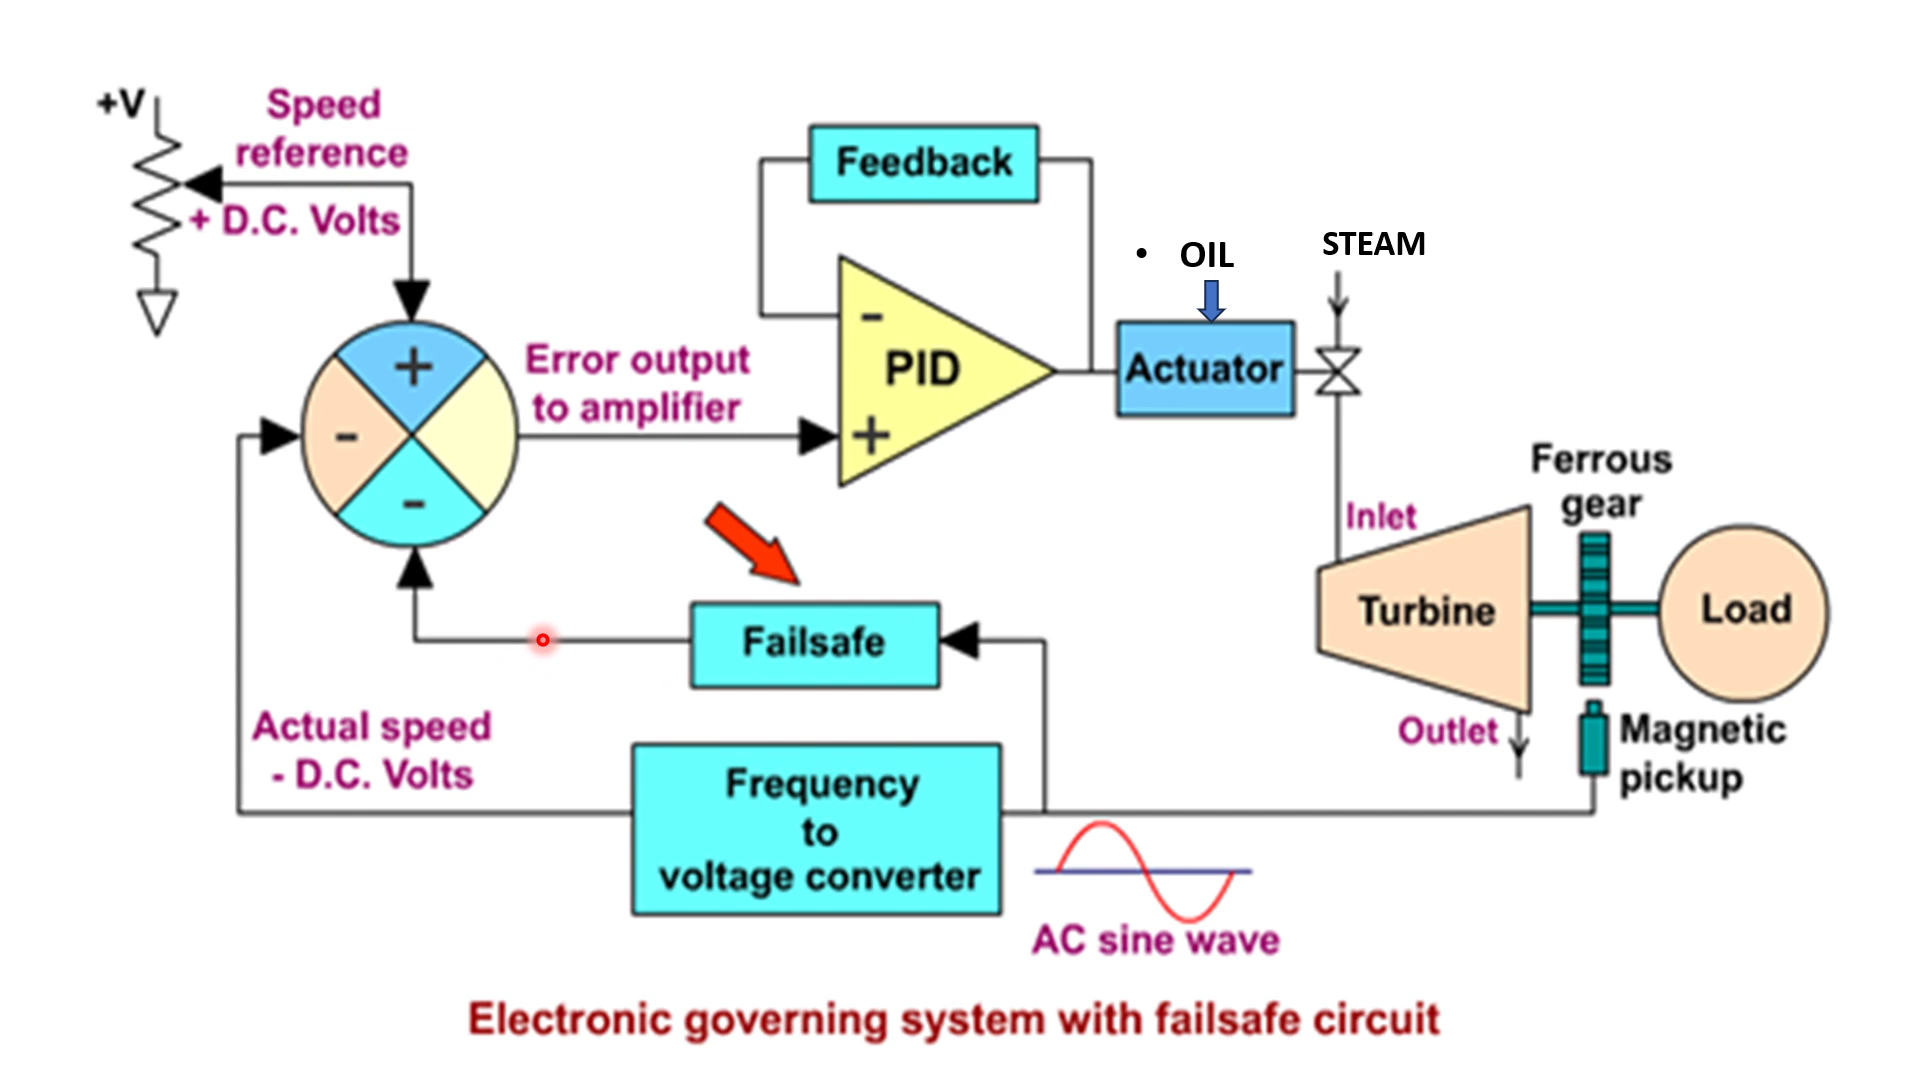 +V
Speed
reference
+ D.C. Volts
Feedback
• OIL
STEAM
+
-
-
Error output
to amplifier
-
PID
+
Actuator
Inlet
Ferrous
gear
Turbine
Load
Outlet
Magnetic
pickup
Failsafe
Actual speed
- D.C. Volts
Frequency
to
voltage converter
AC sine wave
Electronic governing system with failsafe circuit